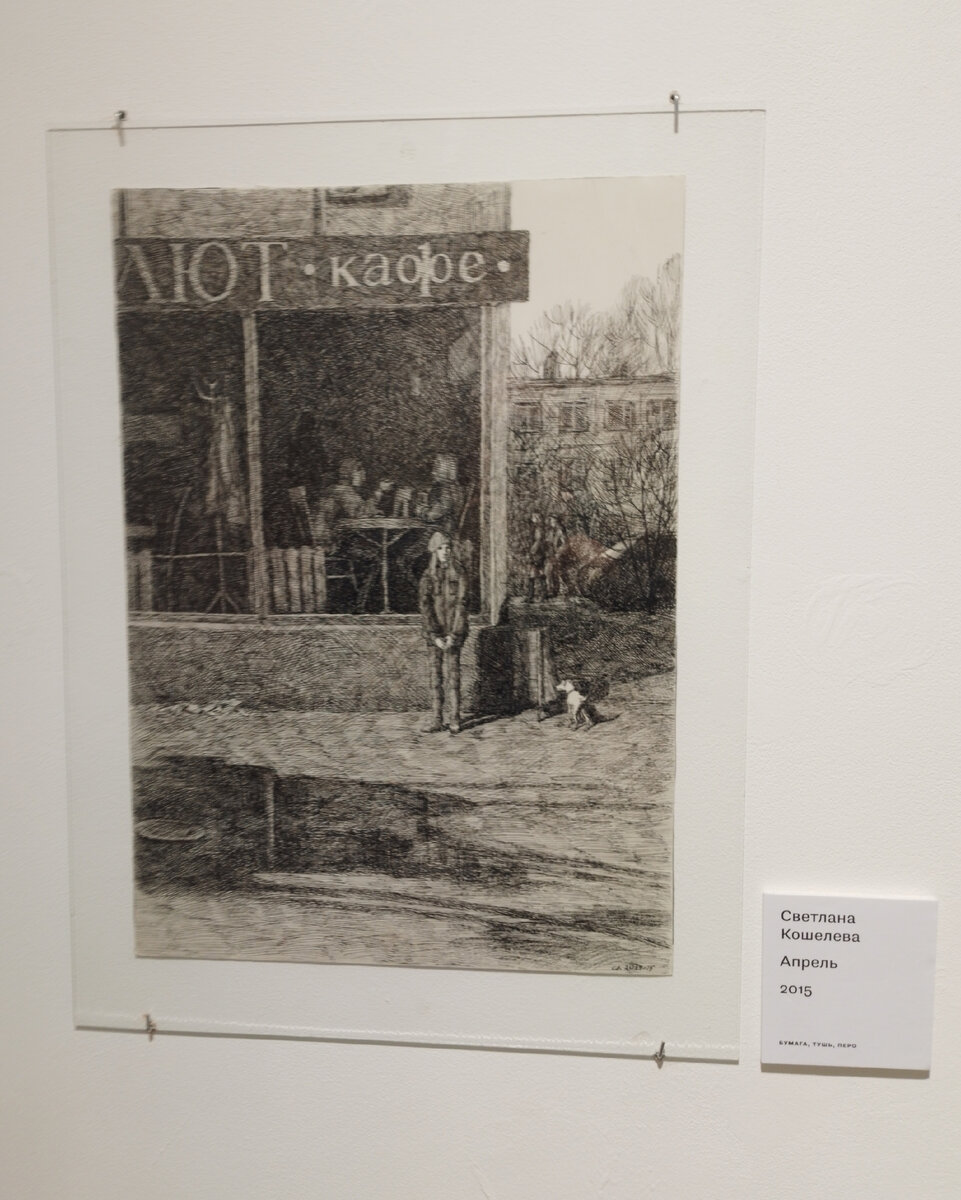 ЛЮТ • кафе •
Светлана
Кошелева
Апрель
2015
БУМАГА, ТУШЬ, ПЕРО